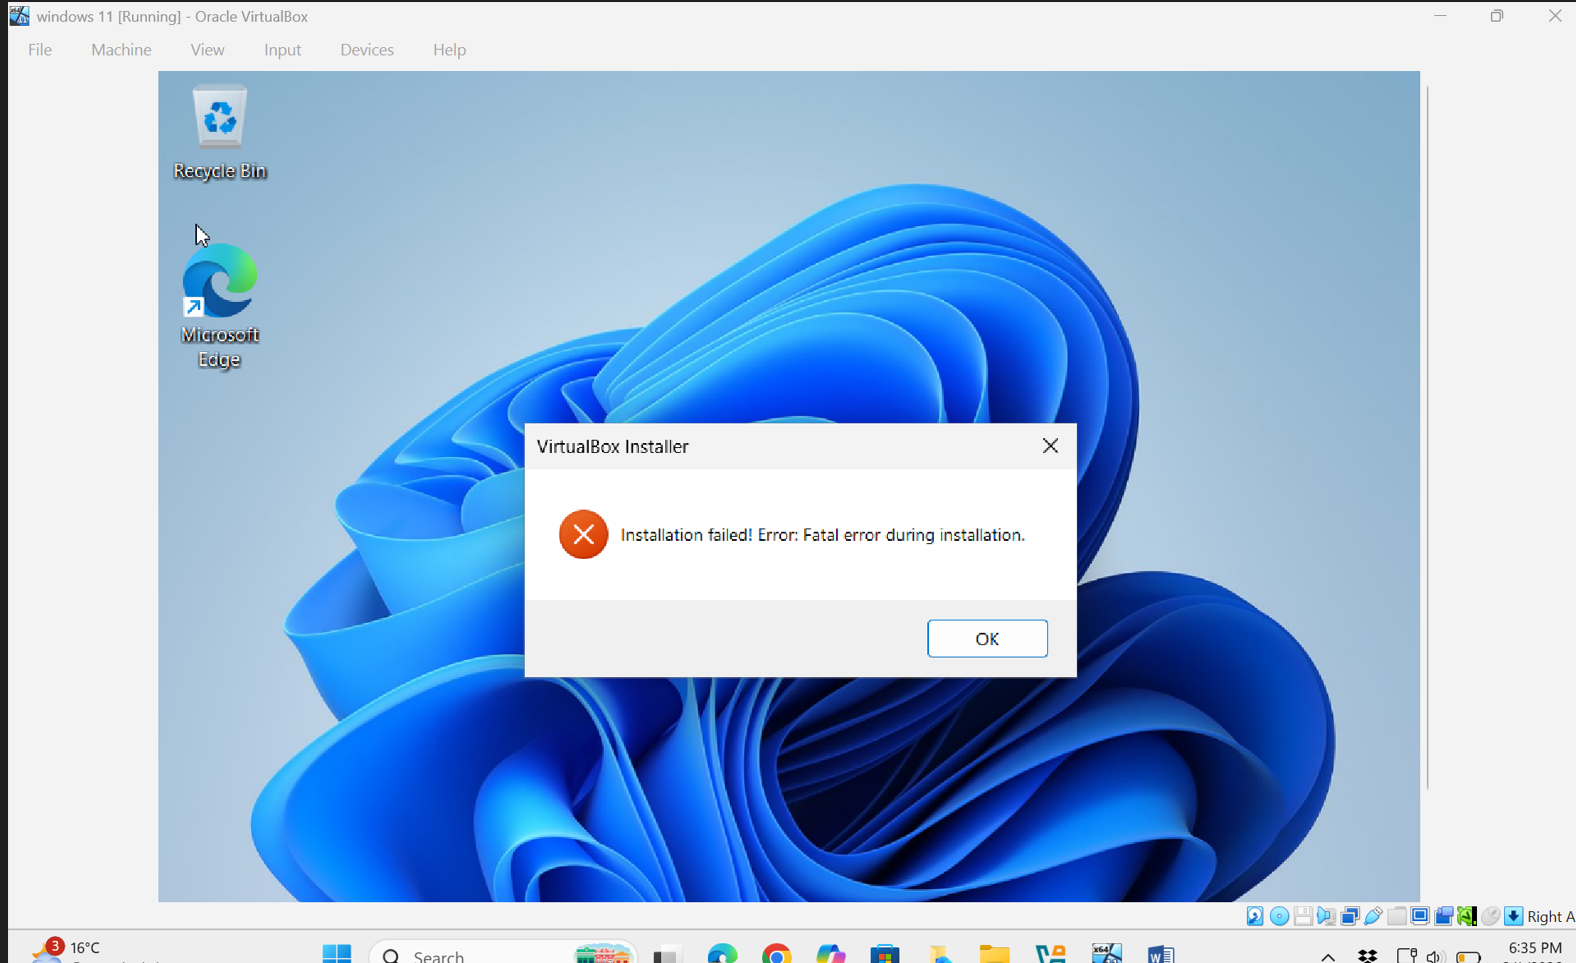 windows 11 [Running] - Oracle VirtualBox
File Machine View Input Devices Help
Recycle Bin
Microsoft
Edge
VirtualBox Installer
Installation failed! Error: Fatal error during installation.
OK
Right A
3
16°C
Search
x64
W
6:35 PM